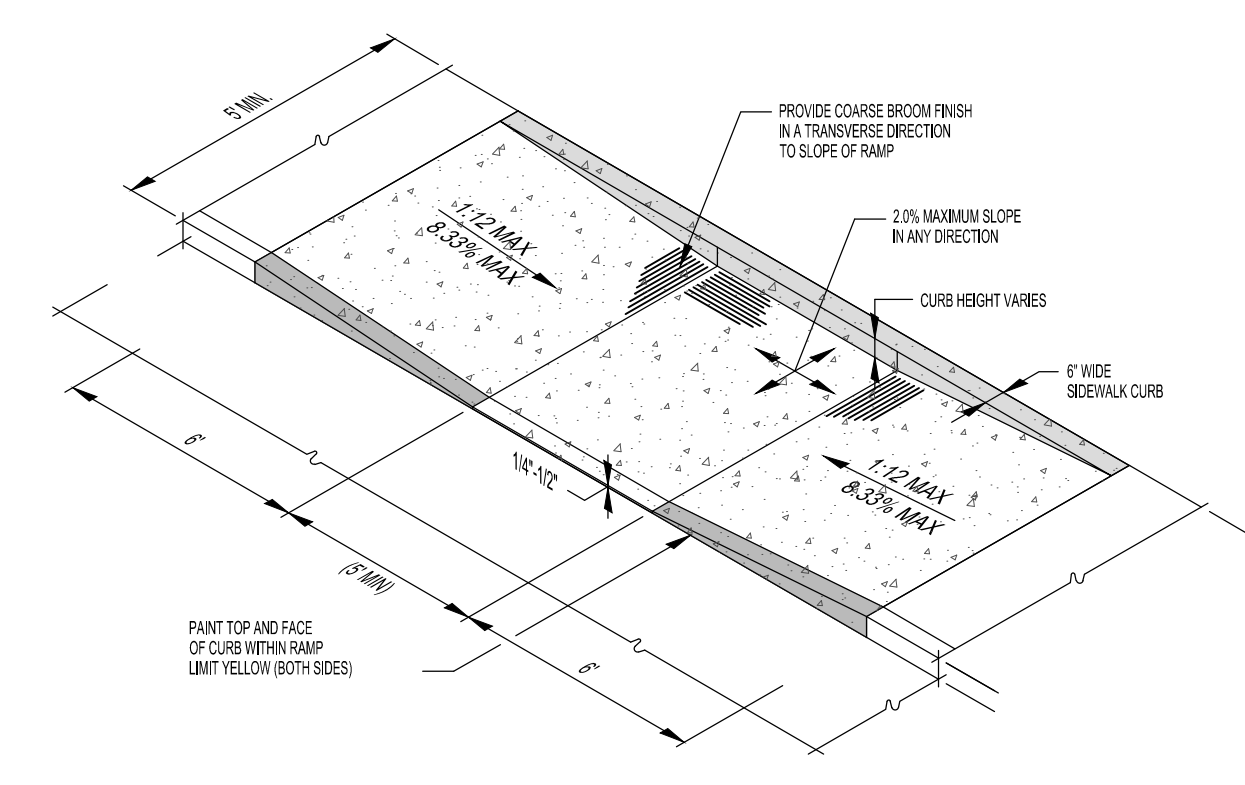 5' MIN.
PROVIDE COARSE BROOM FINISH
IN A TRANSVERSE DIRECTION
TO SLOPE OF RAMP
1:12 MAX
8.33% MAX
2.0% MAXIMUM SLOPE
IN ANY DIRECTION
CURB HEIGHT VARIES
6" WIDE
SIDEWALK CURB
6'
1/4"-1/2"
1:12 MAX
8.33% MAX
(5' MIN)
PAINT TOP AND FACE
OF CURB WITHIN RAMP
LIMIT YELLOW (BOTH SIDES)
6'